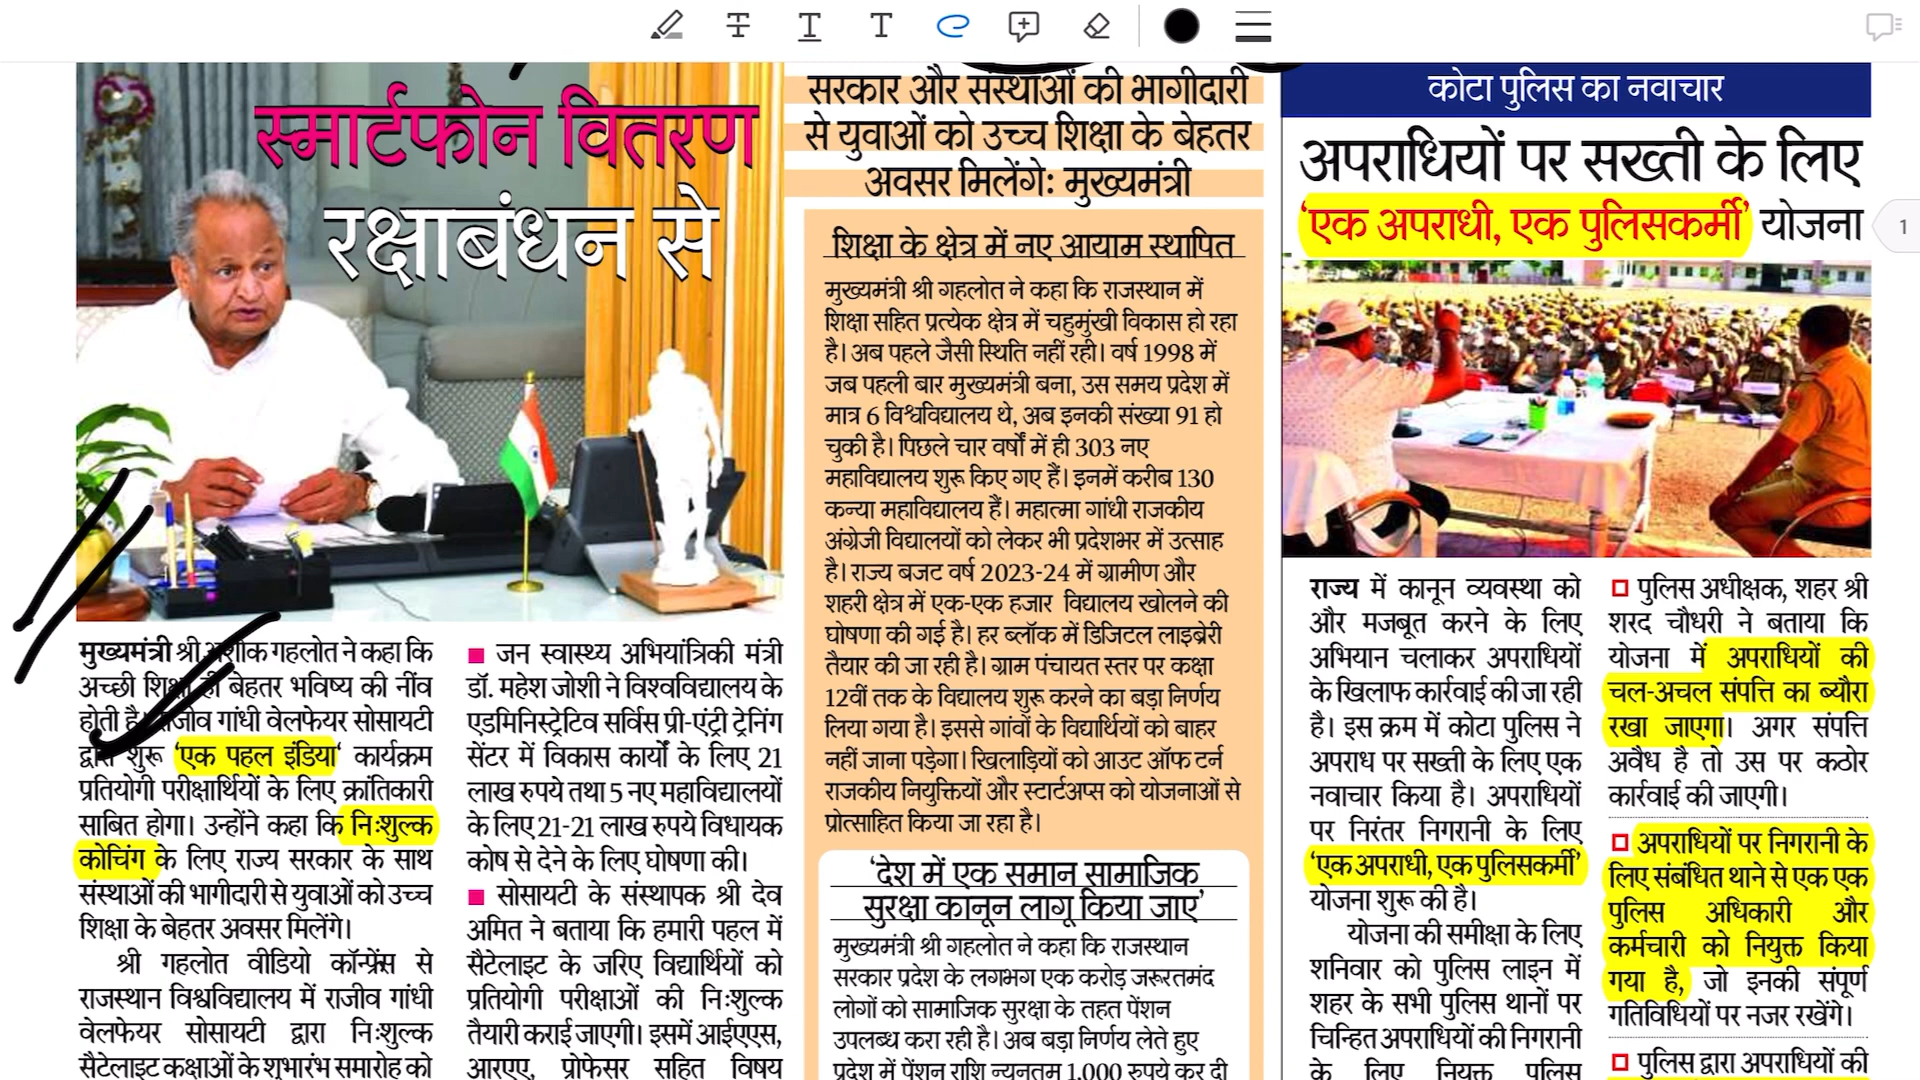 स्मार्टफोन वितरण
रक्षाबंधन से
मुख्यमंत्री श्री अशोक गहलोत ने कहा कि
अच्छी शिक्षा ही बेहतर भविष्य की नींव
होती है। राजीव गांधी वेलफेयर सोसायटी
द्वारा शुरू ‘एक पहल इंडिया‘ कार्यक्रम
प्रतियोगी परीक्षार्थियों के लिए क्रांतिकारी
साबित होगा। उन्होंने कहा कि निःशुल्क
कोचिंग के लिए राज्य सरकार के साथ
संस्थाओं की भागीदारी से युवाओं को उच्च
शिक्षा के बेहतर अवसर मिलेंगे।
श्री गहलोत वीडियो कॉन्फ्रेंस से
राजस्थान विश्वविद्यालय में राजीव गांधी
वेलफेयर सोसायटी द्वारा निःशुल्क
सैटेलाइट कक्षाओं के शुभारंभ समारोह को
जन स्वास्थ्य अभियांत्रिकी मंत्री
डॉ. महेश जोशी ने विश्वविद्यालय के
एडमिनिस्ट्रेटिव सर्विस प्री-एंट्री ट्रेनिंग
सेंटर में विकास कार्यों के लिए 21
लाख रुपये तथा 5 नए महाविद्यालयों
के लिए 21-21 लाख रुपये विधायक
कोष से देने के लिए घोषणा की।
सोसायटी के संस्थापक श्री देव
अमित ने बताया कि हमारी पहल में
सैटेलाइट के जरिए विद्यार्थियों को
प्रतियोगी परीक्षाओं की निःशुल्क
तैयारी कराई जाएगी। इसमें आईएएस,
आरएए, प्रोफेसर सहित विषय
सरकार और संस्थाओं की भागीदारी
से युवाओं को उच्च शिक्षा के बेहतर
अवसर मिलेंगे: मुख्यमंत्री
शिक्षा के क्षेत्र में नए आयाम स्थापित
मुख्यमंत्री श्री गहलोत ने कहा कि राजस्थान में
शिक्षा सहित प्रत्येक क्षेत्र में चहुमुंखी विकास हो रहा
है। अब पहले जैसी स्थिति नहीं रही। वर्ष 1998 में
जब पहली बार मुख्यमंत्री बना, उस समय प्रदेश में
मात्र 6 विश्वविद्यालय थे, अब इनकी संख्या 91 हो
चुकी है। पिछले चार वर्षों में ही 303 नए
महाविद्यालय शुरू किए गए हैं। इनमें करीब 130
कन्या महाविद्यालय हैं। महात्मा गांधी राजकीय
अंग्रेजी विद्यालयों को लेकर भी प्रदेशभर में उत्साह
है। राज्य बजट वर्ष 2023-24 में ग्रामीण और
शहरी क्षेत्र में एक-एक हजार विद्यालय खोलने की
घोषणा की गई है। हर ब्लॉक में डिजिटल लाइब्रेरी
तैयार की जा रही है। ग्राम पंचायत स्तर पर कक्षा
12वीं तक के विद्यालय शुरू करने का बड़ा निर्णय
लिया गया है। इससे गांवों के विद्यार्थियों को बाहर
नहीं जाना पड़ेगा। खिलाड़ियों को आउट ऑफ टर्न
राजकीय नियुक्तियों और स्टार्टअप्स को योजनाओं से
प्रोत्साहित किया जा रहा है।
‘देश में एक समान सामाजिक
सुरक्षा कानून लागू किया जाए’
मुख्यमंत्री श्री गहलोत ने कहा कि राजस्थान
सरकार प्रदेश के लगभग एक करोड़ जरूरतमंद
लोगों को सामाजिक सुरक्षा के तहत पेंशन
उपलब्ध करा रही है। अब बड़ा निर्णय लेते हुए
प्रदेश में पेंशन राशि न्यूनतम 1,000 रुपये कर दी
कोटा पुलिस का नवाचार
अपराधियों पर सख्ती के लिए
‘एक अपराधी, एक पुलिसकर्मी’ योजना
1
राज्य में कानून व्यवस्था को
और मजबूत करने के लिए
अभियान चलाकर अपराधियों
के खिलाफ कार्रवाई की जा रही
है। इस क्रम में कोटा पुलिस ने
अपराध पर सख्ती के लिए एक
नवाचार किया है। अपराधियों
पर निरंतर निगरानी के लिए
‘एक अपराधी, एक पुलिसकर्मी’
योजना शुरू की है।
योजना की समीक्षा के लिए
शनिवार को पुलिस लाइन में
शहर के सभी पुलिस थानों पर
चिन्हित अपराधियों की निगरानी
के लिए नियुक्त पुलिस
पुलिस अधीक्षक, शहर श्री
शरद चौधरी ने बताया कि
योजना में अपराधियों की
चल-अचल संपत्ति का ब्यौरा
रखा जाएगा। अगर संपत्ति
अवैध है तो उस पर कठोर
कार्रवाई की जाएगी।
अपराधियों पर निगरानी के
लिए संबंधित थाने से एक एक
पुलिस अधिकारी और
कर्मचारी को नियुक्त किया
गया है, जो इनकी संपूर्ण
गतिविधियों पर नजर रखेंगे।
पुलिस द्वारा अपराधियों की